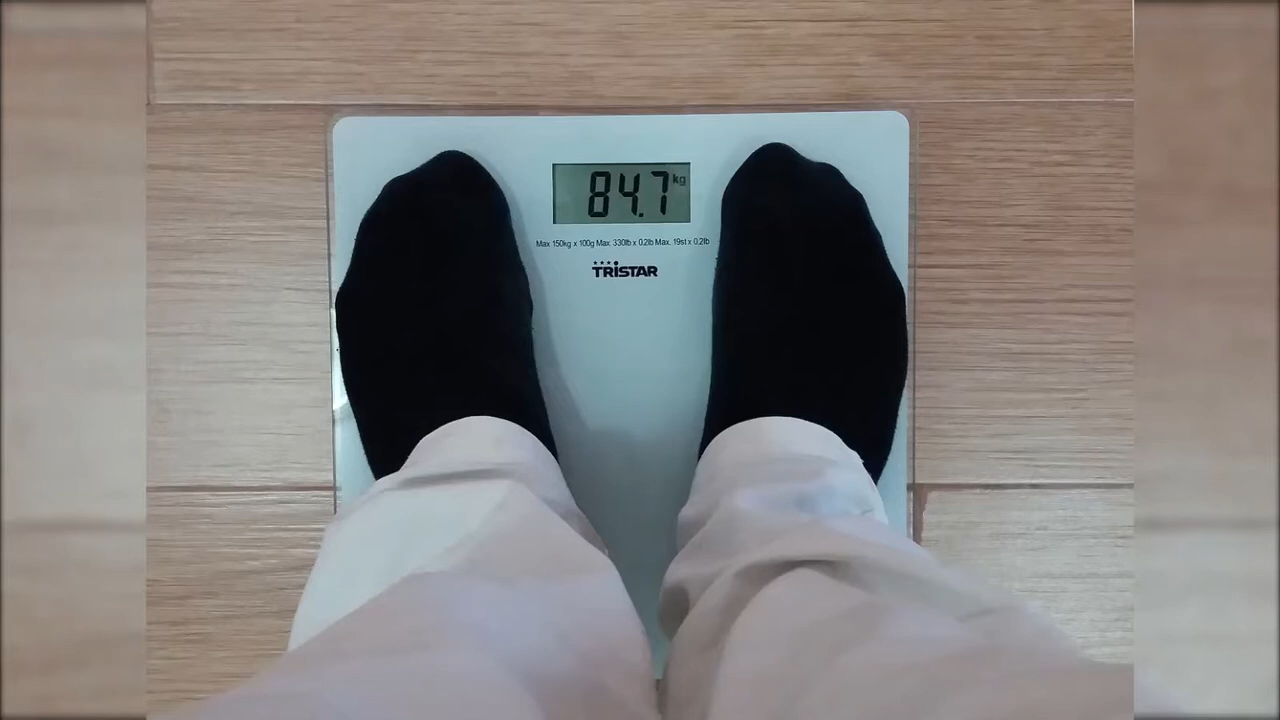 84.7 kg
Max 150kg x 100g Max. 330lb x 0.2lb Max. 19st x 0.2lb
TRISTAR